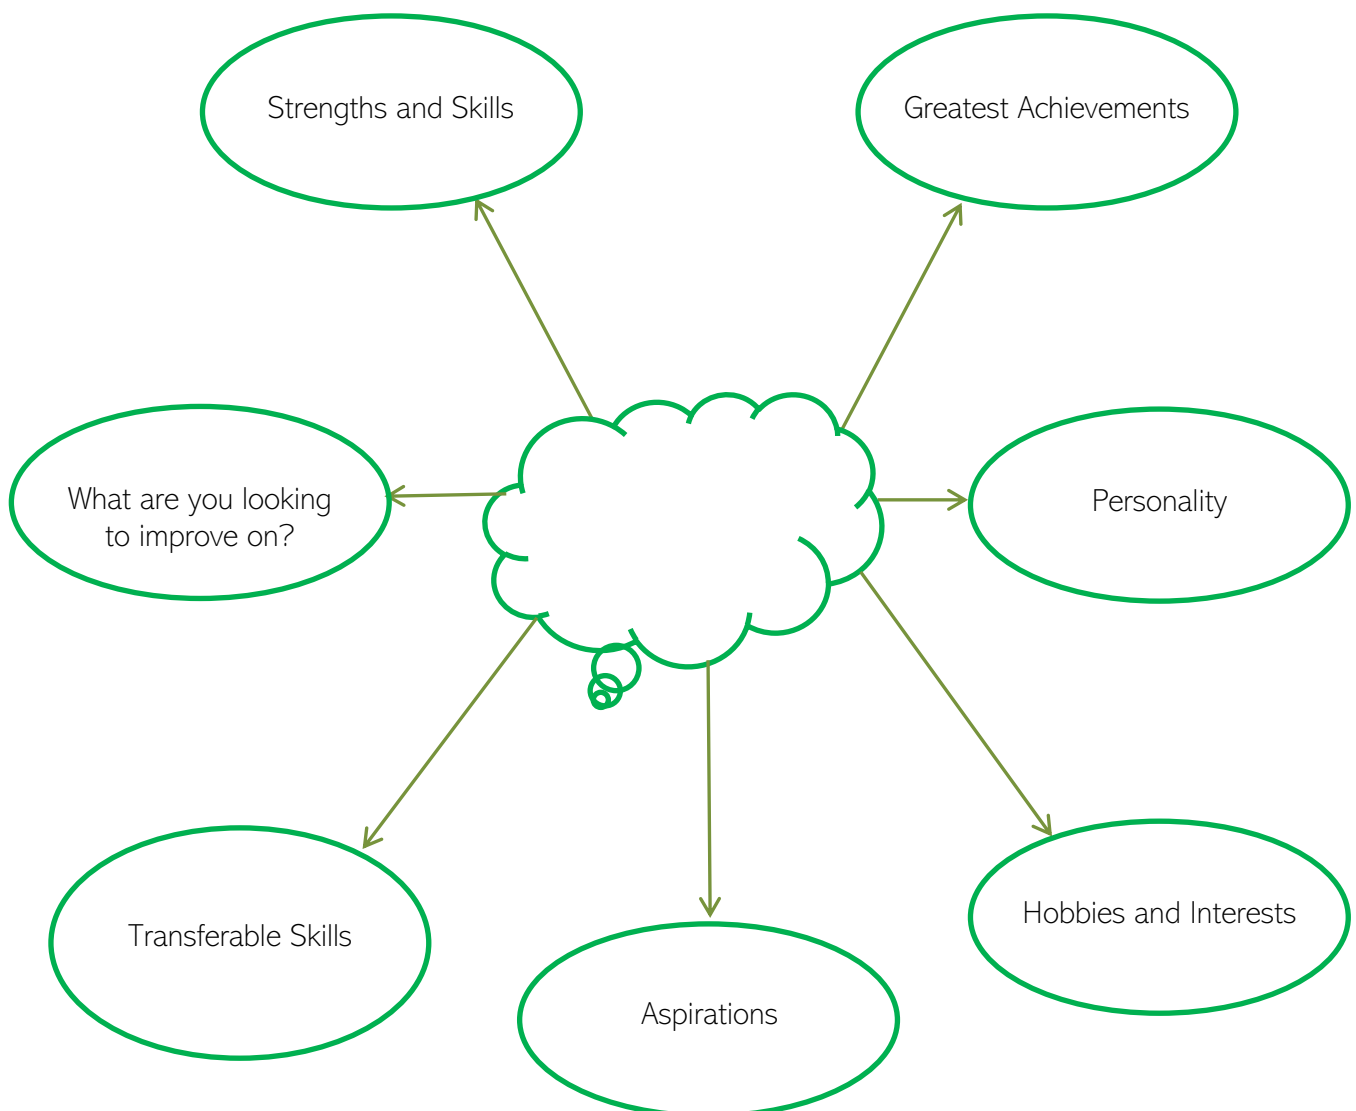 Strengths and Skills
Greatest Achievements
What are you looking
to improve on?
Personality
Transferable Skills
Hobbies and Interests
Aspirations